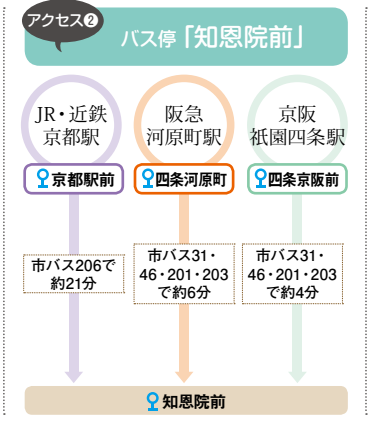 アクセス❷
バス停「知恩院前」
JR・近鉄
京都駅
京都駅前
市バス206で
約21分
阪急
河原町駅
四条河原町
市バス31・
46・201・203
で約6分
京阪
祇園四条駅
四条京阪前
市バス31・
46・201・203
で約4分
知恩院前